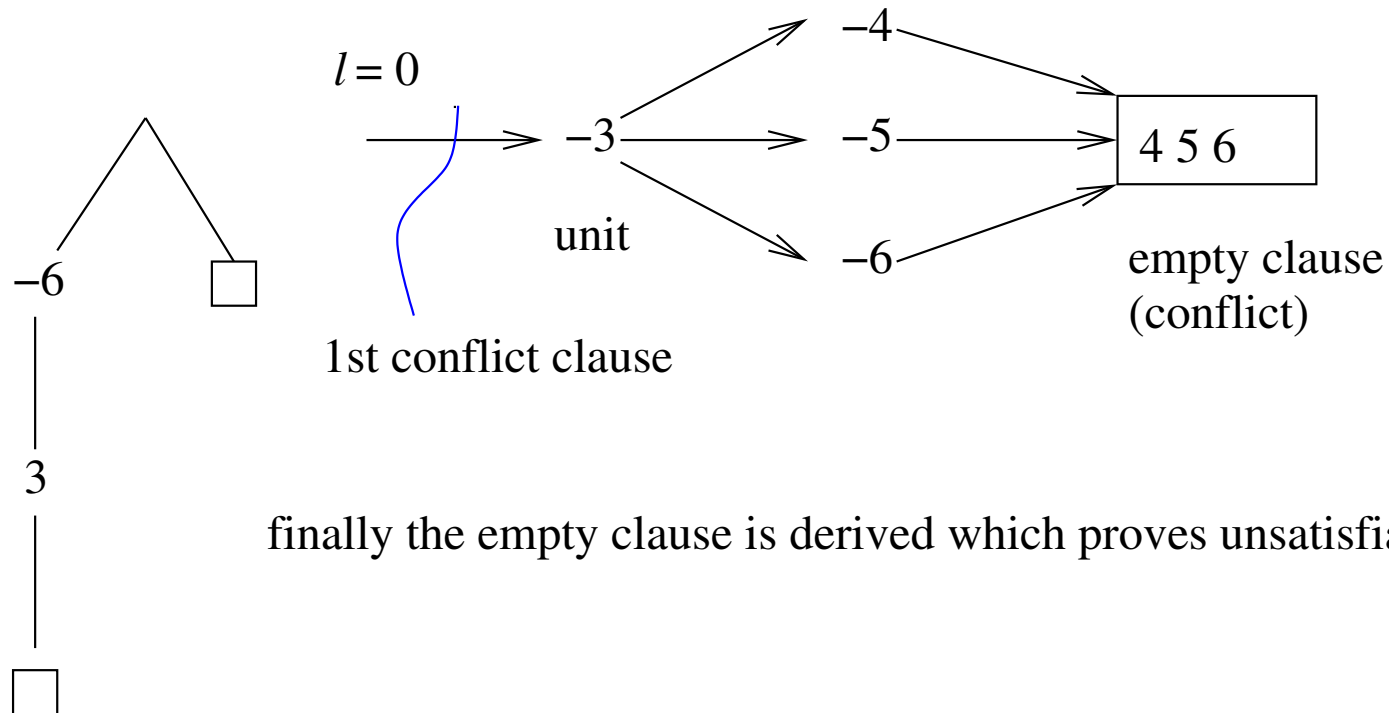 −4
l = 0
−3
−5
4 5 6
unit
−6
−6
empty clause
(conflict)
1st conflict clause
3
finally the empty clause is derived which proves